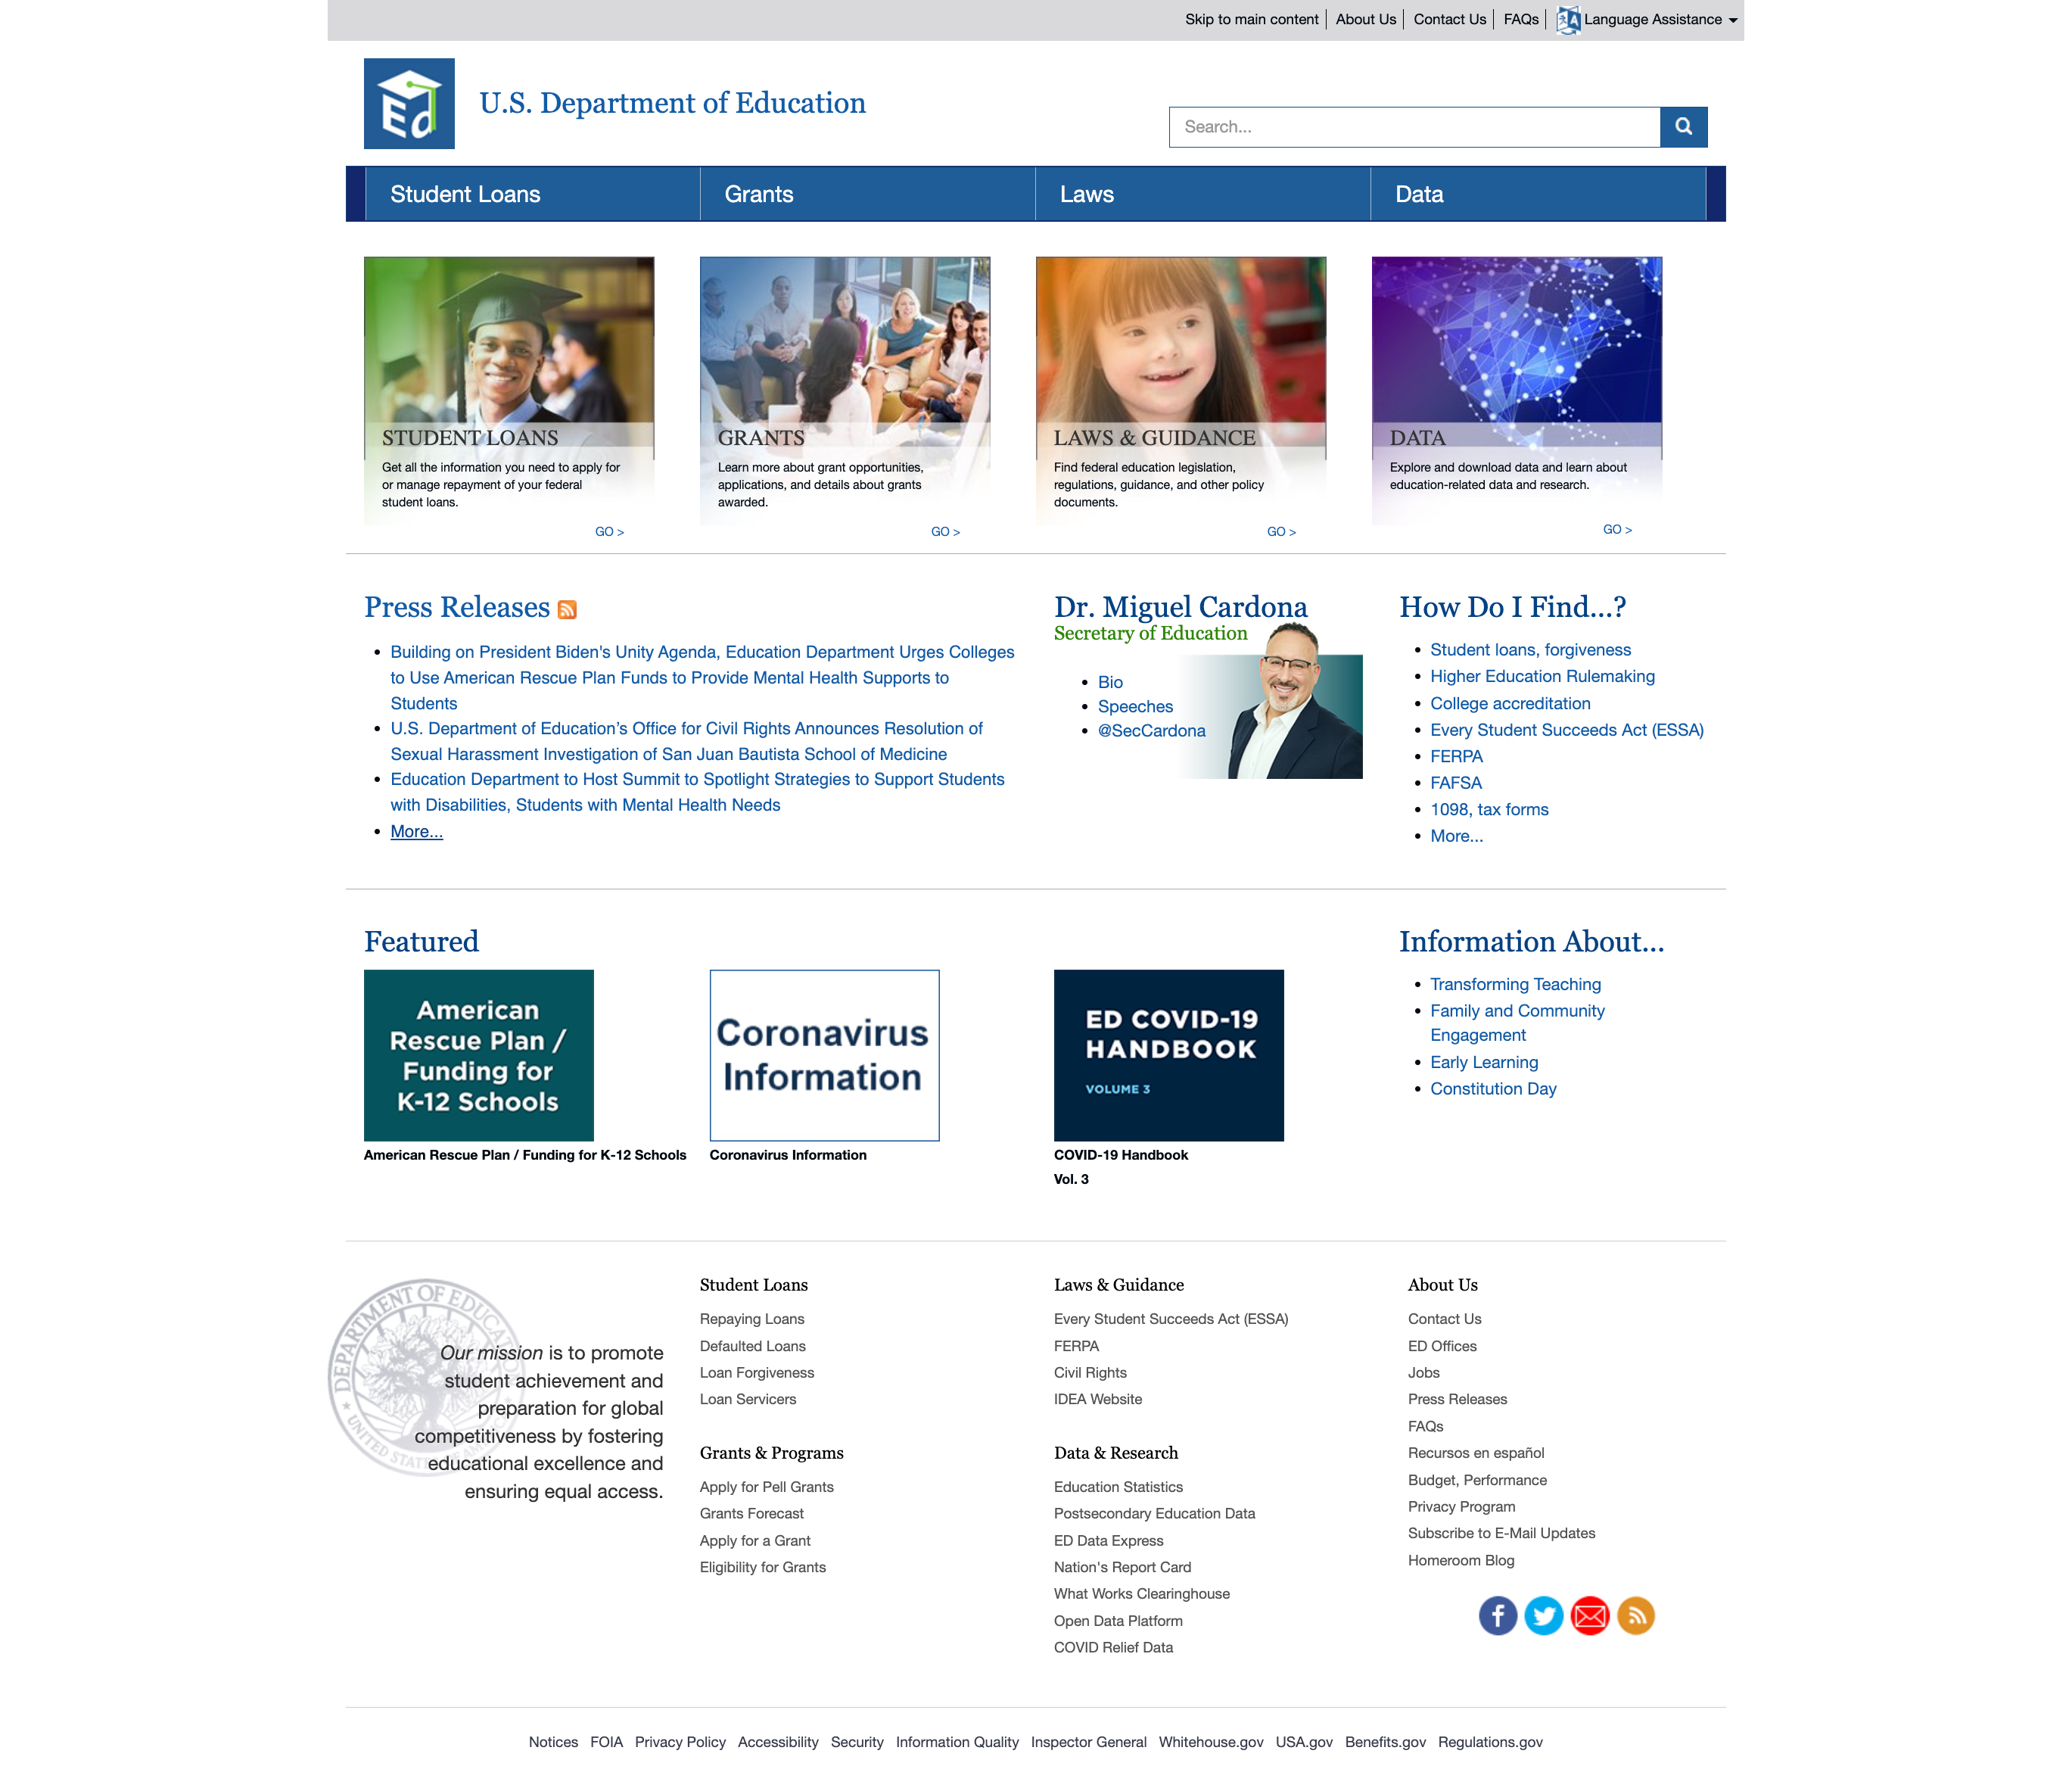 Skip to main content
About Us
Contact Us
FAQs
Language Assistance
Ed
U.S. Department of Education
Search...
Student Loans
Grants
Laws
Data
STUDENT LOANS
Get all the information you need to apply for
or manage repayment of your federal
student loans.
GO >
GRANTS
Learn more about grant opportunities,
applications, and details about grants
awarded.
GO >
LAWS & GUIDANCE
Find federal education legislation,
regulations, guidance, and other policy
documents.
GO >
DATA
Explore and download data and learn about
education-related data and research.
GO >
Press Releases
Building on President Biden's Unity Agenda, Education Department Urges Colleges
to Use American Rescue Plan Funds to Provide Mental Health Supports to
Students
U.S. Department of Education’s Office for Civil Rights Announces Resolution of
Sexual Harassment Investigation of San Juan Bautista School of Medicine
Education Department to Host Summit to Spotlight Strategies to Support Students
with Disabilities, Students with Mental Health Needs
More...
Dr. Miguel Cardona
Secretary of Education
Bio
Speeches
@SecCardona
How Do I Find...?
Student loans, forgiveness
Higher Education Rulemaking
College accreditation
Every Student Succeeds Act (ESSA)
FERPA
FAFSA
1098, tax forms
More...
Featured
American
Rescue Plan /
Funding for
K-12 Schools
American Rescue Plan / Funding for K-12 Schools
Coronavirus
Information
Coronavirus Information
ED COVID-19
HANDBOOK
VOLUME 3
COVID-19 Handbook
Vol. 3
Information About...
Transforming Teaching
Family and Community
Engagement
Early Learning
Constitution Day
DEPARTMENT OF EDUCATION
Our mission is to promote
student achievement and
preparation for global
competitiveness by fostering
educational excellence and
ensuring equal access.
Student Loans
Repaying Loans
Defaulted Loans
Loan Forgiveness
Loan Servicers
Grants & Programs
Apply for Pell Grants
Grants Forecast
Apply for a Grant
Eligibility for Grants
Laws & Guidance
Every Student Succeeds Act (ESSA)
FERPA
Civil Rights
IDEA Website
Data & Research
Education Statistics
Postsecondary Education Data
ED Data Express
Nation's Report Card
What Works Clearinghouse
Open Data Platform
COVID Relief Data
About Us
Contact Us
ED Offices
Jobs
Press Releases
FAQs
Recursos en español
Budget, Performance
Privacy Program
Subscribe to E-Mail Updates
Homeroom Blog
Notices FOIA Privacy Policy Accessibility Security Information Quality Inspector General Whitehouse.gov USA.gov Benefits.gov Regulations.gov